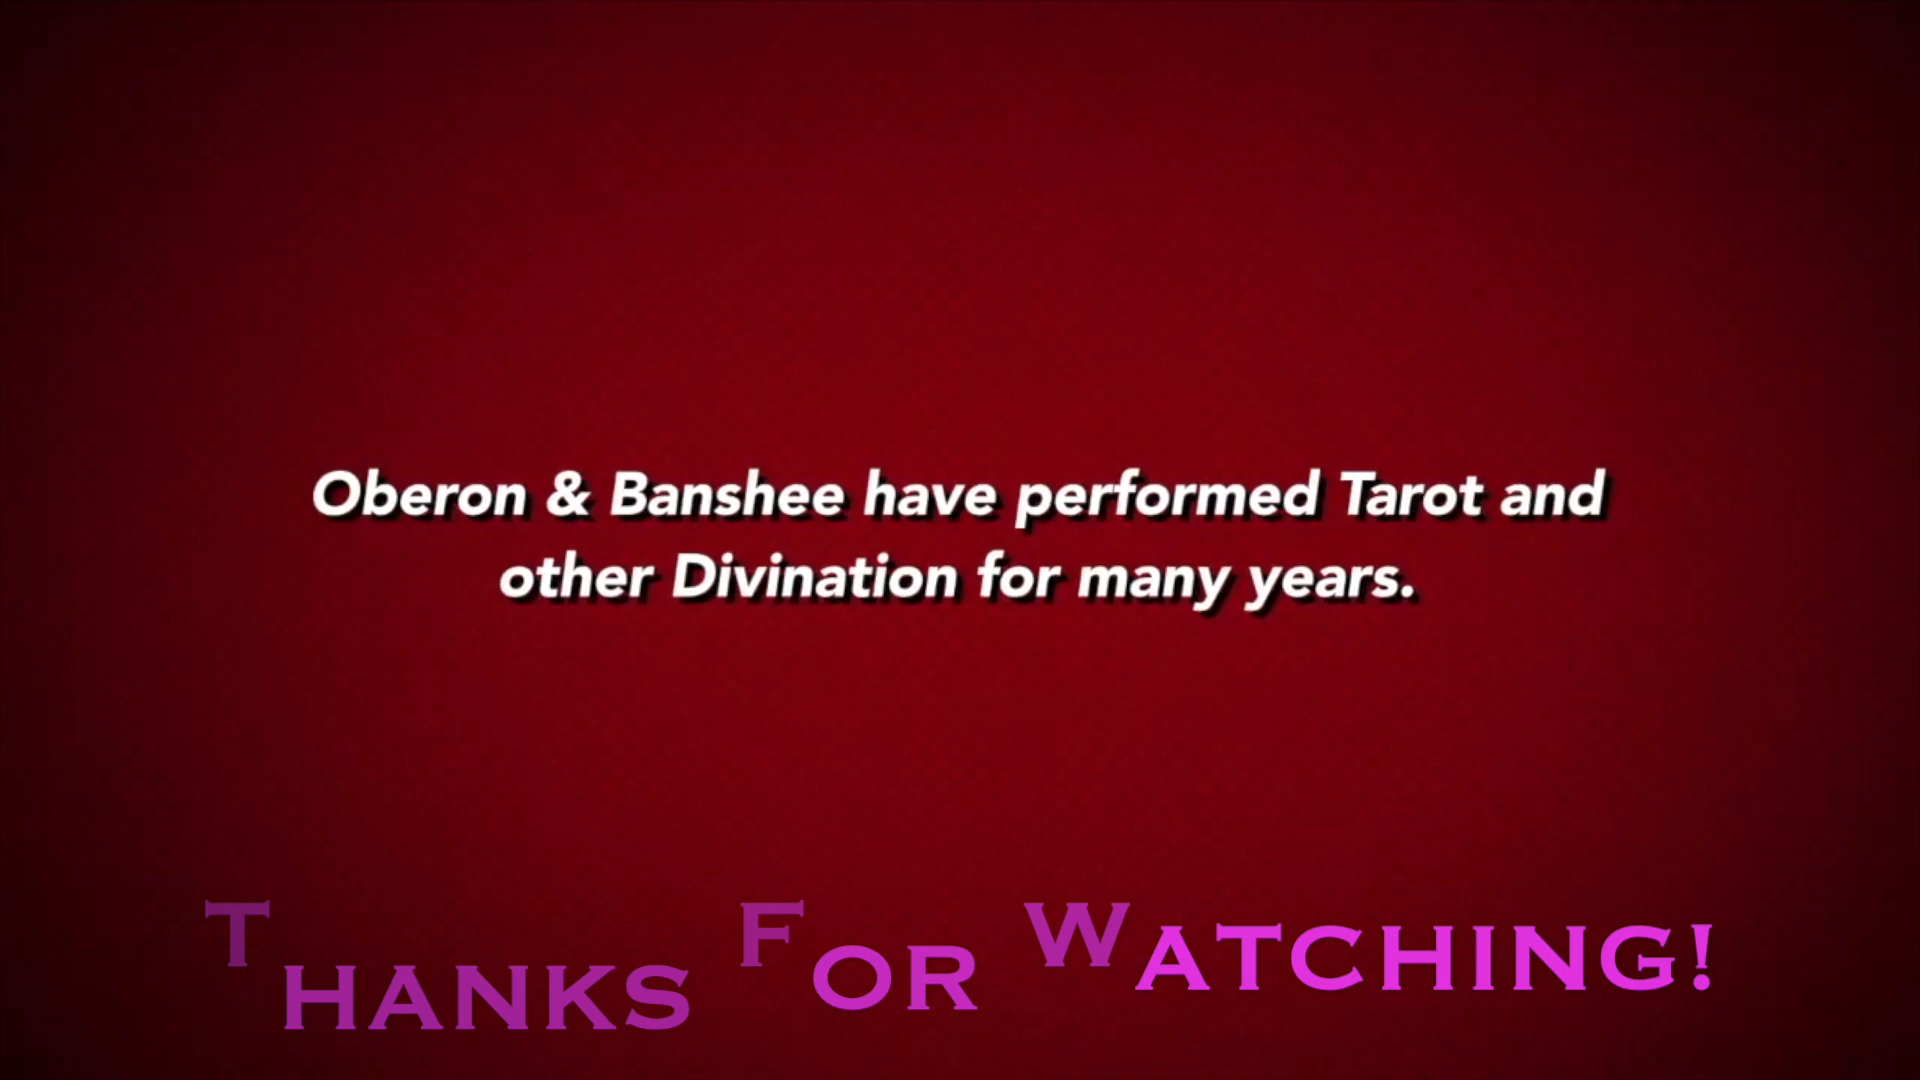 Oberon & Banshee have performed Tarot and
other Divination for many years.
THANKS FOR WATCHING!